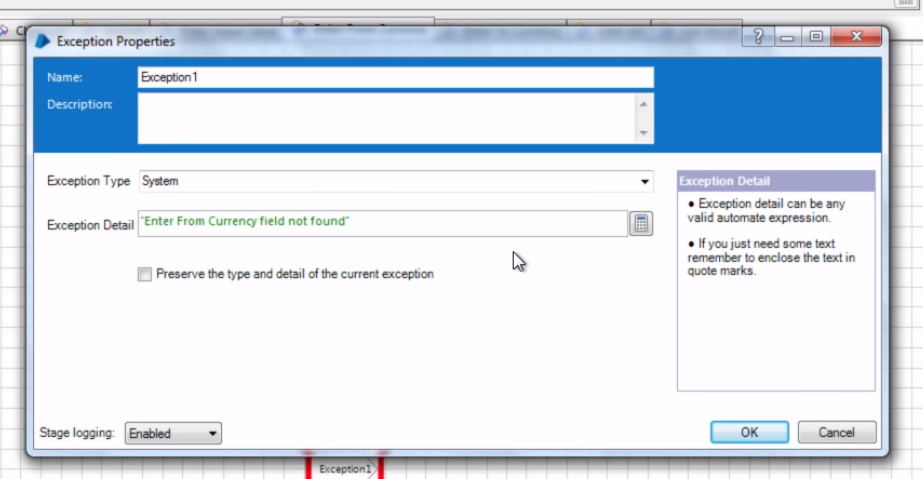 Exception Properties
Name:
Exception1
Description:
Exception Type
System
Exception Detail
"Enter From Currency field not found"
Preserve the type and detail of the current exception
Exception Detail
• Exception detail can be any
valid automate expression.
• If you just need some text
remember to enclose the text in
quote marks.
Stage logging:
Enabled
OK
Cancel
Exception1